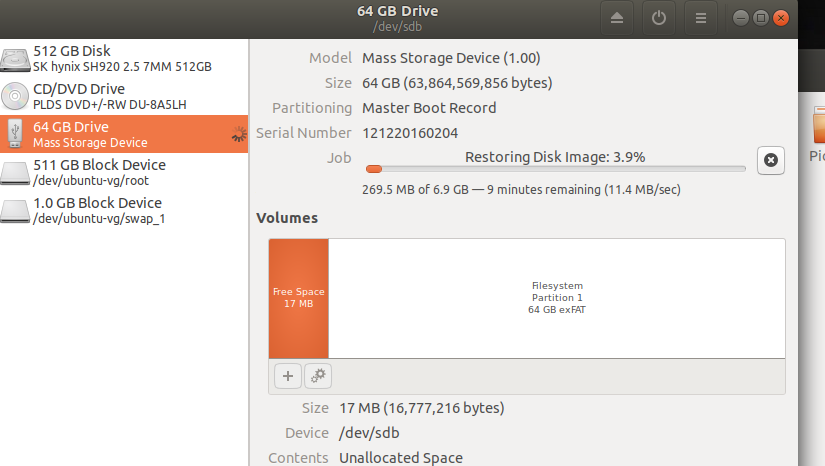 64 GB Drive
/dev/sdb
512 GB Disk
SK hynix SH920 2.5 7MM 512GB
CD/DVD Drive
PLDS DVD+/-RW DU-8A5LH
64 GB Drive
Mass Storage Device
511 GB Block Device
/dev/ubuntu-vg/root
1.0 GB Block Device
/dev/ubuntu-vg/swap_1
Model Mass Storage Device (1.00)
Size 64 GB (63,864,569,856 bytes)
Partitioning Master Boot Record
Serial Number 121220160204
Job Restoring Disk Image: 3.9%
269.5 MB of 6.9 GB — 9 minutes remaining (11.4 MB/sec)
Volumes
Free Space
17 MB
Filesystem
Partition 1
64 GB exFAT
Size 17 MB (16,777,216 bytes)
Device /dev/sdb
Contents Unallocated Space